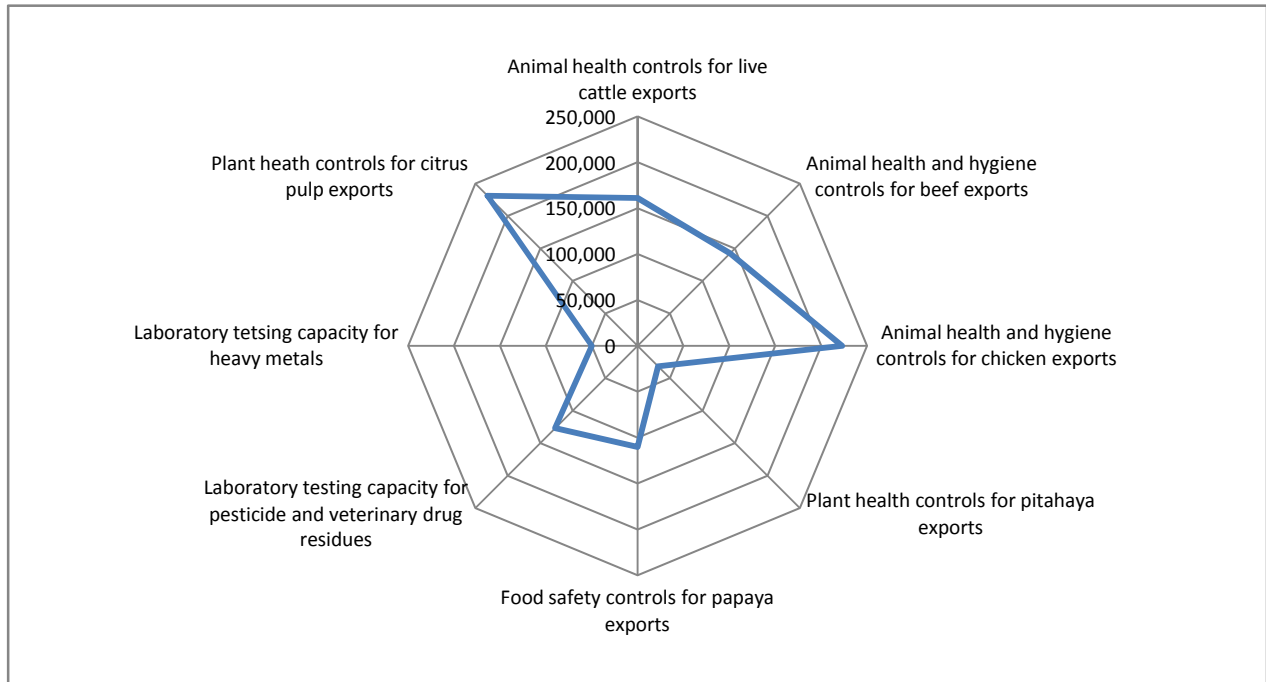 Animal health controls for live
cattle exports
250,000
200,000
150,000
100,000
50,000
0
Animal health and hygiene
controls for beef exports
Animal health and hygiene
controls for chicken exports
Plant health controls for pitahaya
exports
Food safety controls for papaya
exports
Laboratory testing capacity for
pesticide and veterinary drug
residues
Laboratory tetsing capacity for
heavy metals
Plant heath controls for citrus
pulp exports